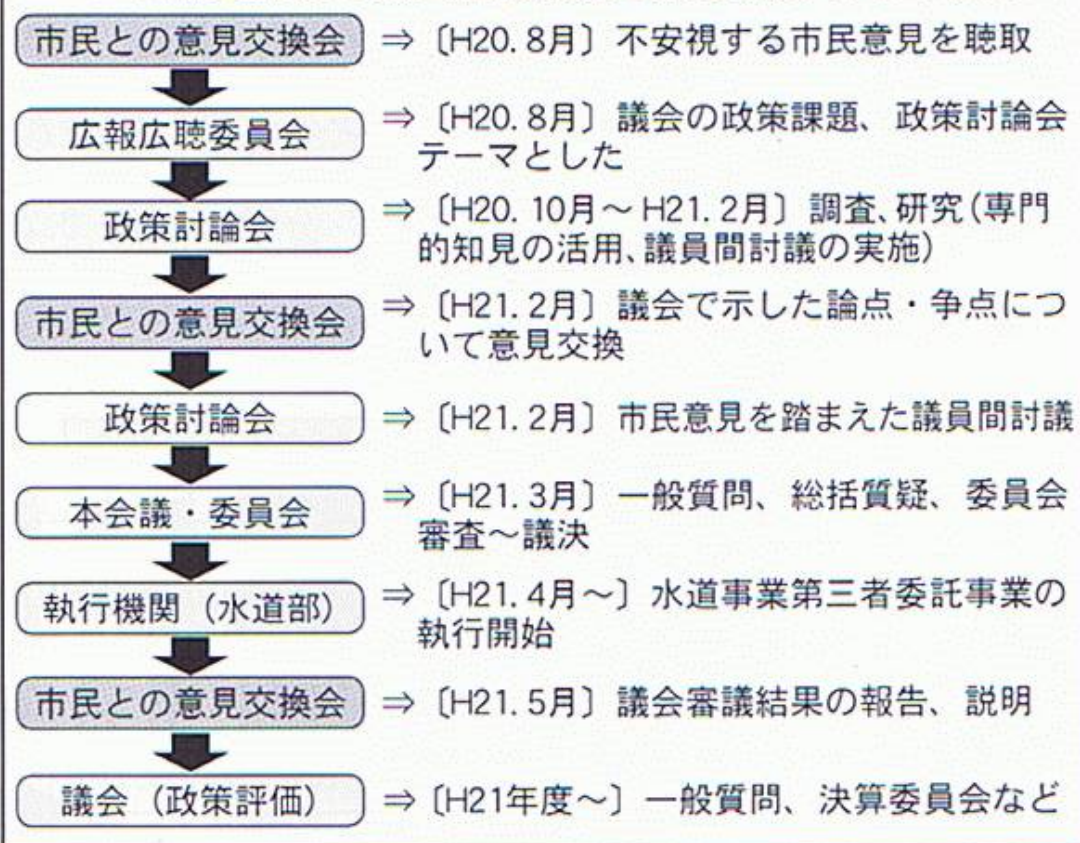 市民との意見交換会 ⇒〔H20. 8月〕不安視する市民意見を聴取
広報広聴委員会 ⇒〔H20. 8月〕議会の政策課題、政策討論会
テーマとした
政策討論会 ⇒〔H20. 10月～H21. 2月〕調査、研究(専門
的知見の活用、議員間討議の実施)
市民との意見交換会 ⇒〔H21. 2月〕議会で示した論点・争点につ
いて意見交換
政策討論会 ⇒〔H21. 2月〕市民意見を踏まえた議員間討議
本会議・委員会 ⇒〔H21. 3月〕一般質問、総括質疑、委員会
審査～議決
執行機関（水道部） ⇒〔H21. 4月～〕水道事業第三者委託事業の
執行開始
市民との意見交換会 ⇒〔H21. 5月〕議会審議結果の報告、説明
議会（政策評価） ⇒〔H21年度～〕一般質問、決算委員会など